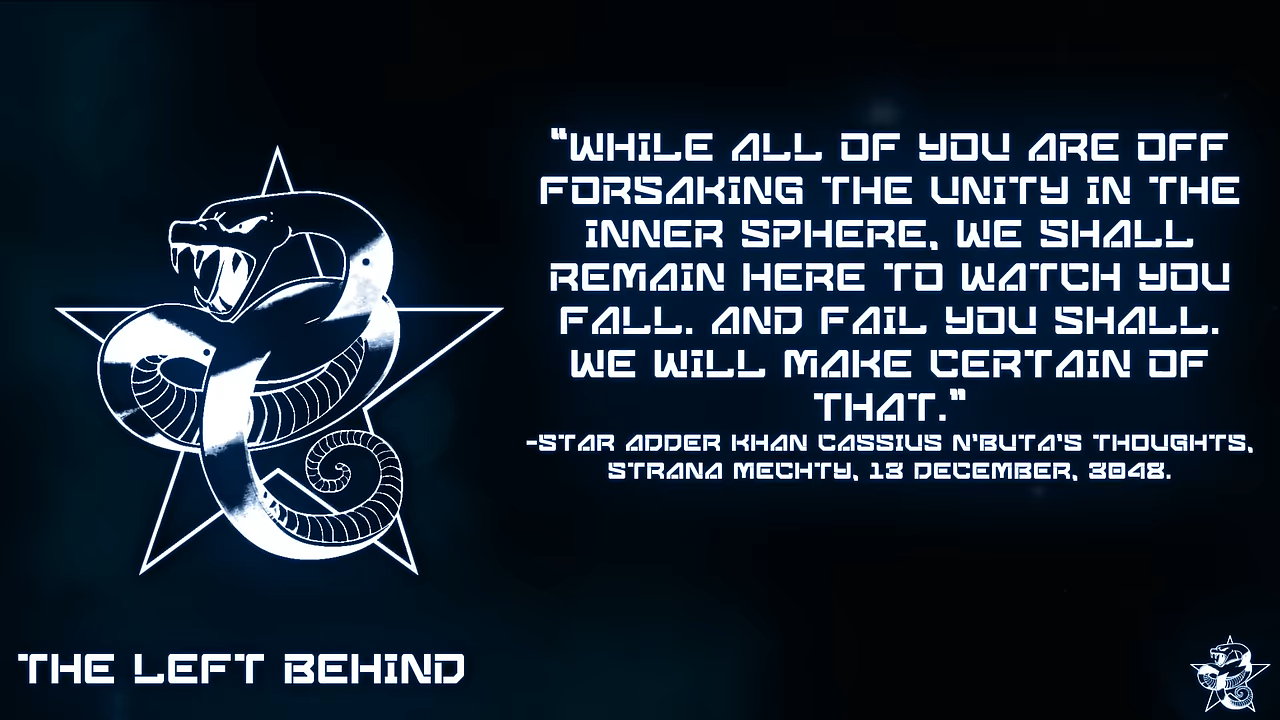 "WHILE ALL OF YOU ARE OFF
FORSAKING THE UNITY IN THE
INNER SPHERE, WE SHALL
REMAIN HERE TO WATCH YOU
FALL. AND FAIL YOU SHALL.
WE WILL MAKE CERTAIN OF
THAT."
-STAR ADDER KHAN CASSIUS N'BUTA'S THOUGHTS,
STRANA MECHTY, 13 DECEMBER, 3048.
THE LEFT BEHIND